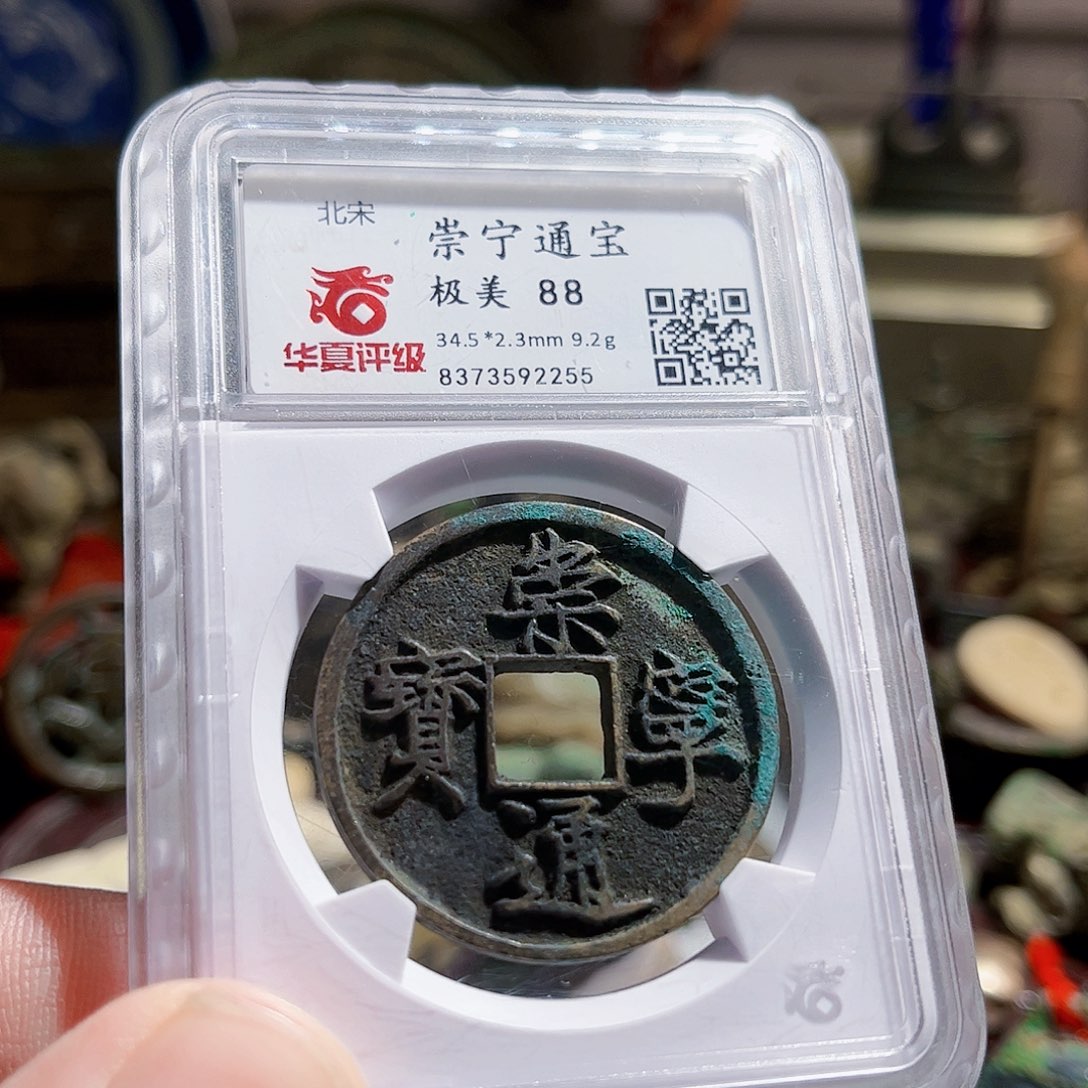 北宋
崇宁通宝
极美 88
华夏评级
34.5*2.3mm 9.2g
8373592255
崇寧通寳